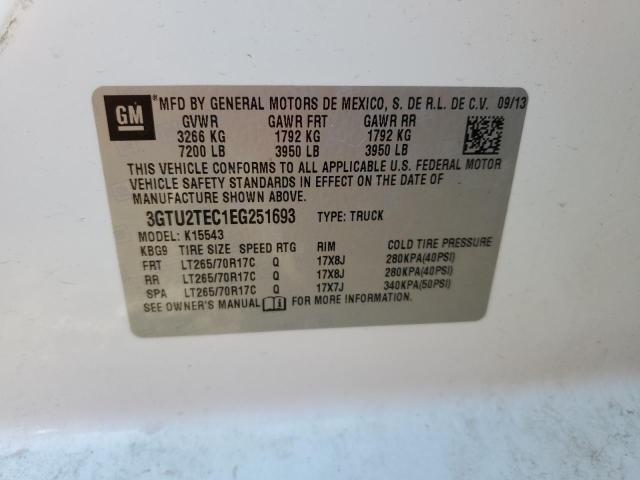 GM ®MFD BY GENERAL MOTORS DE MEXICO, S. DE R.L. DE C.V. 09/13
GVWR GAWR FRT GAWR RR
3266 KG 1792 KG 1792 KG
7200 LB 3950 LB 3950 LB
THIS VEHICLE CONFORMS TO ALL APPLICABLE U.S. FEDERAL MOTOR
VEHICLE SAFETY STANDARDS IN EFFECT ON THE DATE OF
MANUFACTURE SHOWN ABOVE.
3GTU2TEC1EG251693 TYPE: TRUCK
MODEL: K15543
KBG9 TIRE SIZE SPEED RTG RIM COLD TIRE PRESSURE
FRT LT265/70R17C Q 17X8J 280KPA(40PSI)
RR LT265/70R17C Q 17X8J 280KPA(40PSI)
SPA LT265/70R17C Q 17X7J 340KPA(50PSI)
SEE OWNER'S MANUAL FOR MORE INFORMATION.